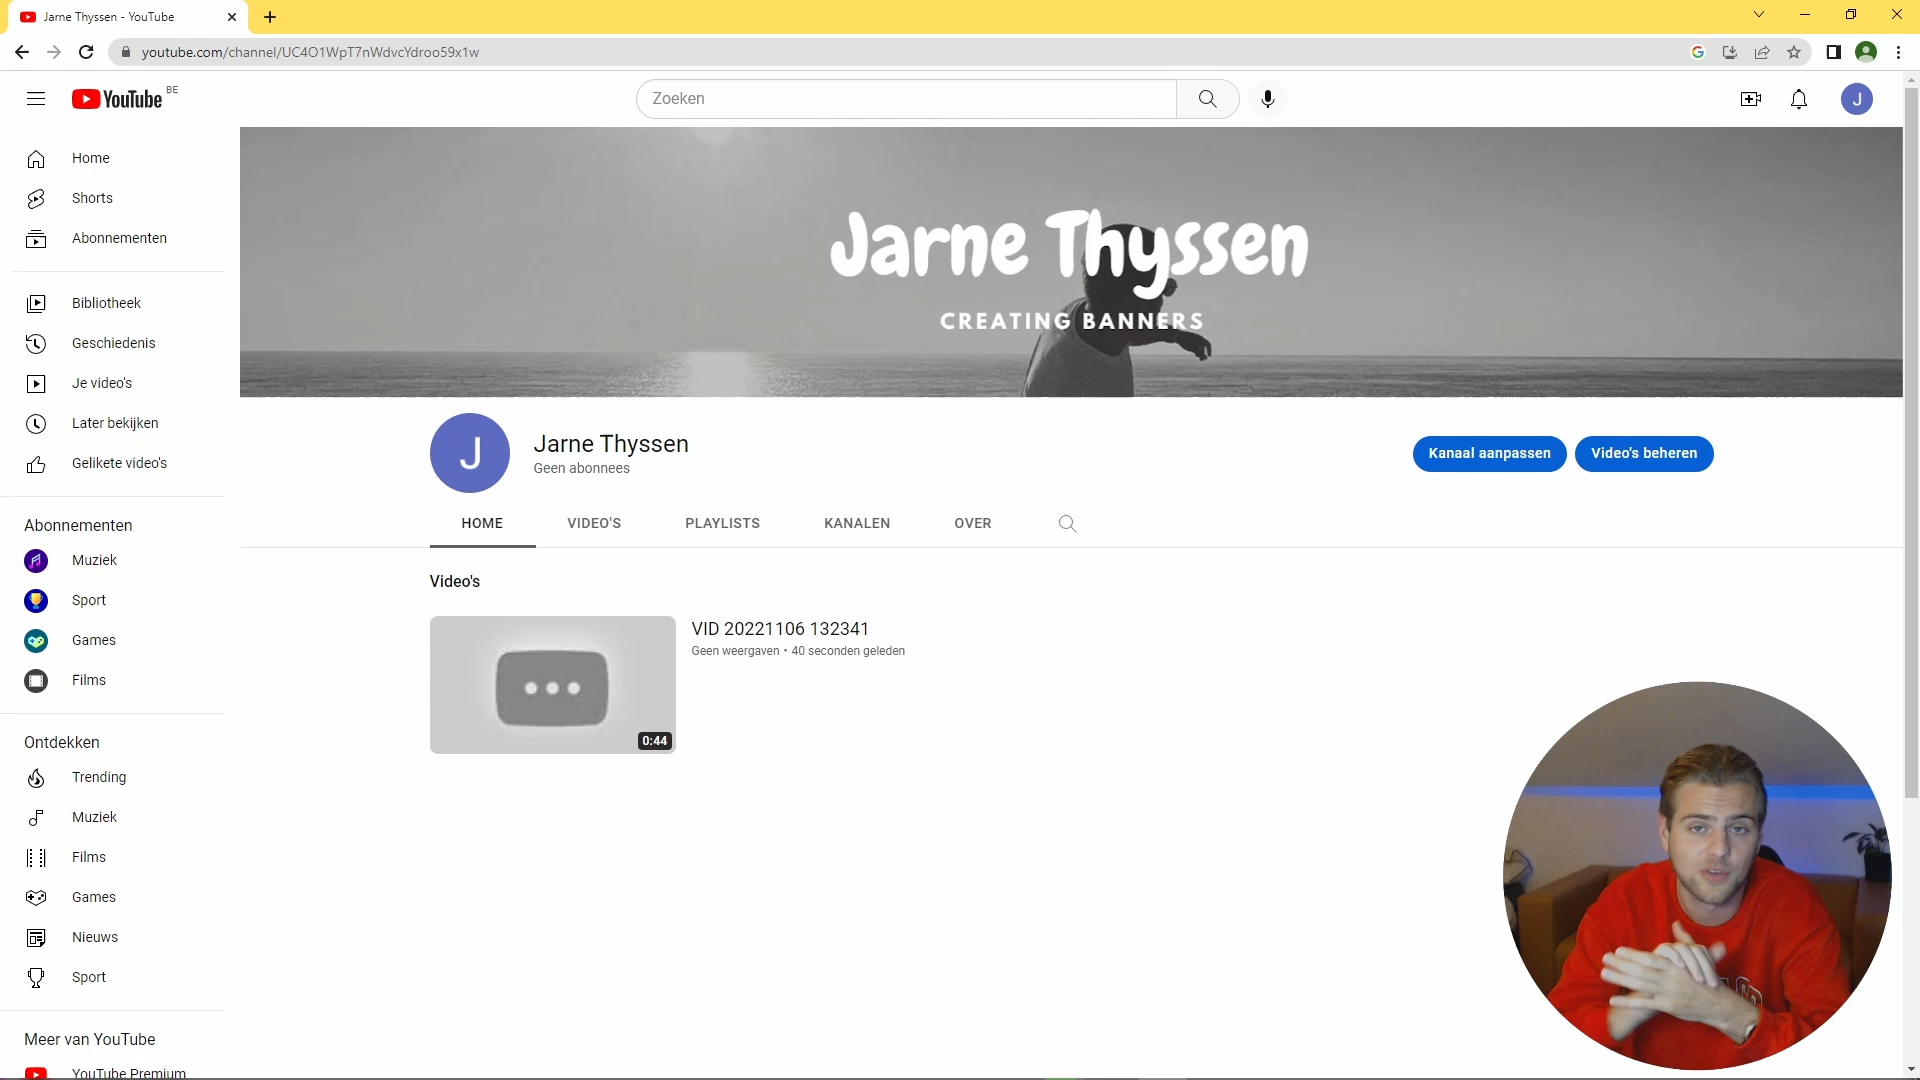 Jarne Thyssen - YouTube
youtube.com/channel/UC4O1WpT7nWdvcYdroo59x1w
YouTube BE
Zoeken
J
Home
Shorts
Abonnementen
Bibliotheek
Geschiedenis
Je video's
Later bekijken
Gelikete video's
Abonnementen
Muziek
Sport
Games
Films
Ontdekken
Trending
Muziek
Films
Games
Nieuws
Sport
Meer van YouTube
YouTube Premium
Jarne Thyssen
CREATING BANNERS
J
Jarne Thyssen
Geen abonnees
Kanaal aanpassen
Video's beheren
HOME VIDEO'S PLAYLISTS KANALEN OVER
Video's
0:44
VID 20221106 132341
Geen weergaven • 40 seconden geleden